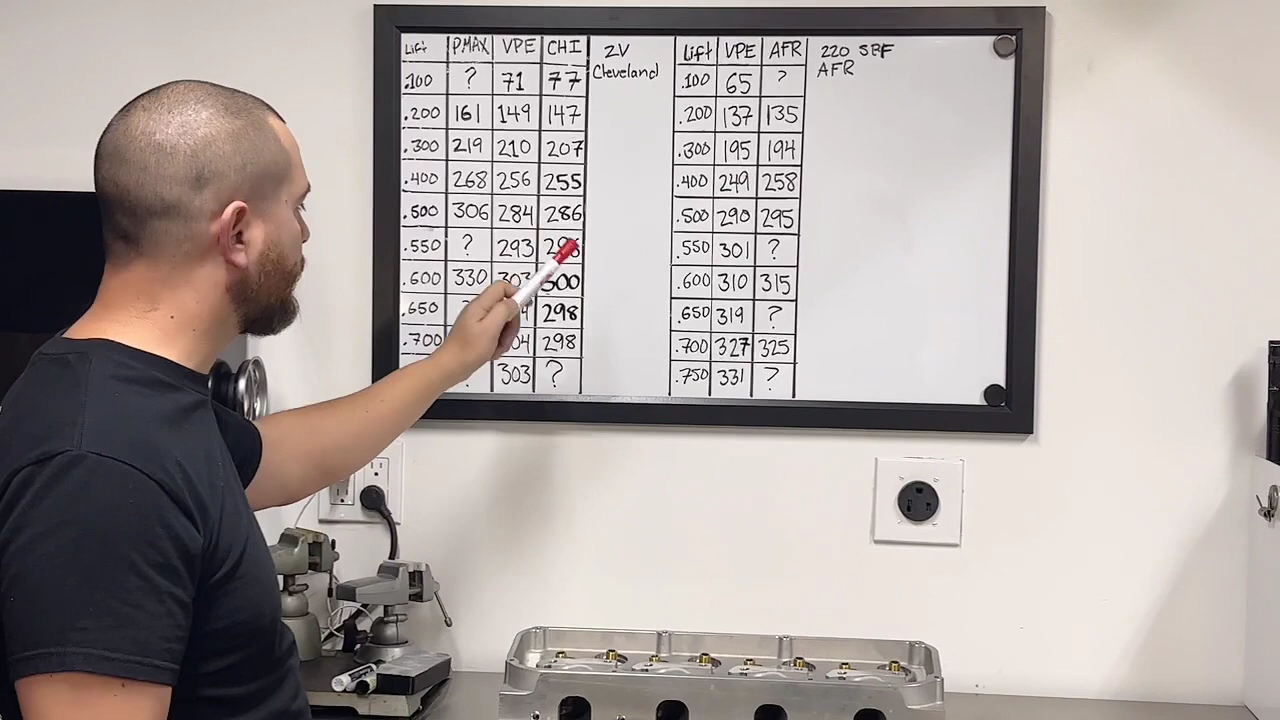 Lift PMAX VPE CHI
.100 ? 71 77
.200 161 149 147
.300 219 210 207
.400 268 256 255
.500 306 284 286
.550 ? 293
.600 330 303 300
.650 298
.700 298
303 ?
2V
Cleveland
Lift VPE AFR
.100 65 ?
.200 137 135
.300 195 194
.400 249 258
.500 290 295
.550 301 ?
.600 310 315
.650 319 ?
.700 327 325
.750 331 ?
220 SBF
AFR